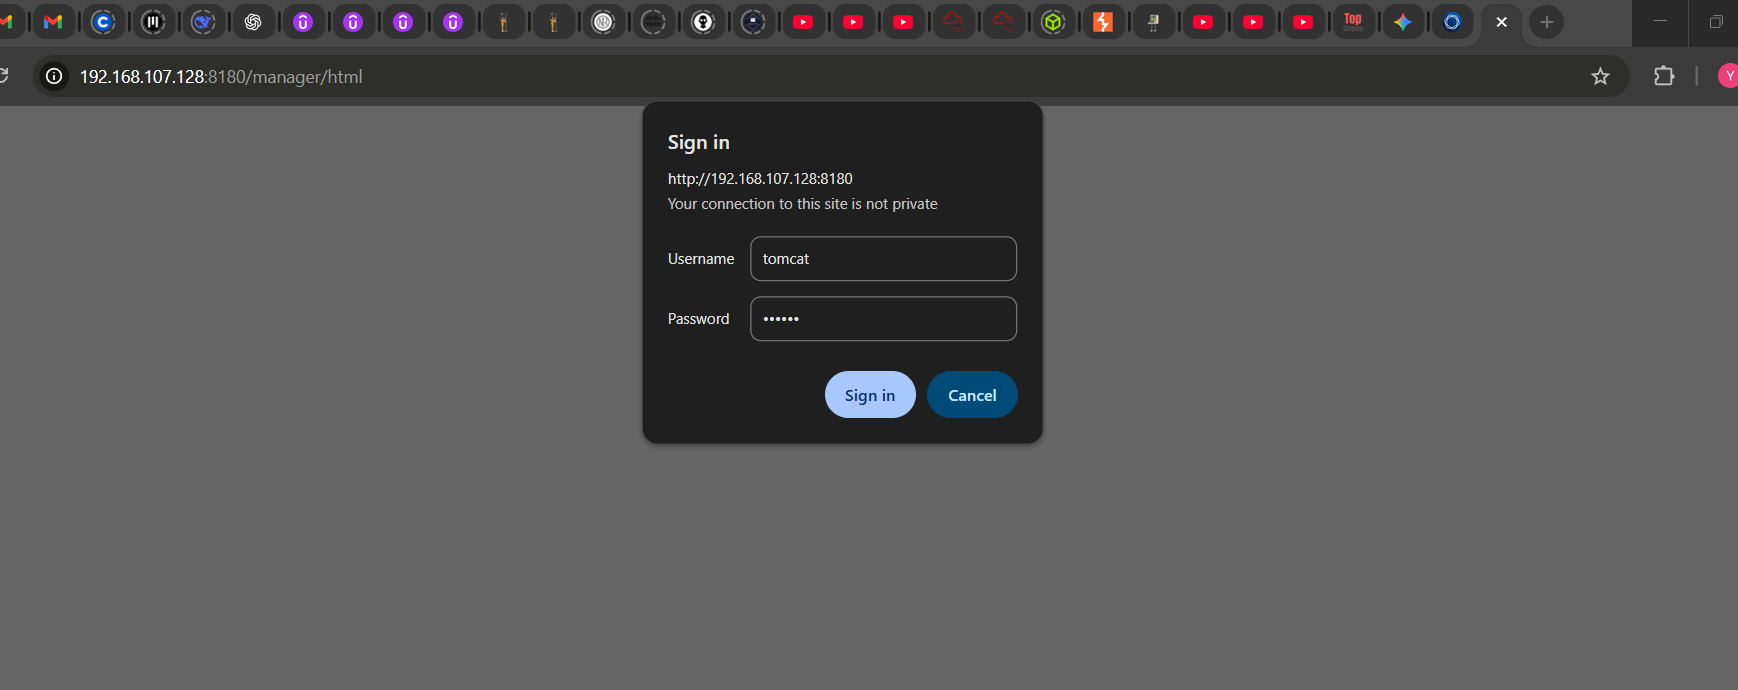 Top
192.168.107.128:8180/manager/html
Y
Sign in
http://192.168.107.128:8180
Your connection to this site is not private
Username
tomcat
Password
••••••
Sign in
Cancel